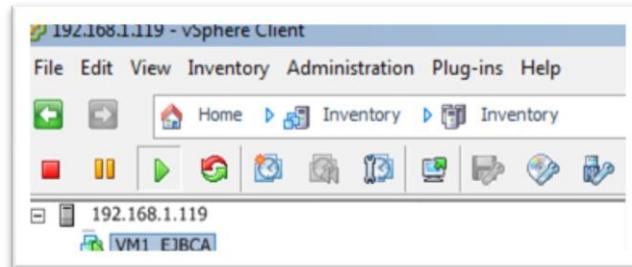 192.168.1.119 - vSphere Client
File Edit View Inventory Administration Plug-ins Help
Home Inventory Inventory
192.168.1.119
VM1_EJBCA